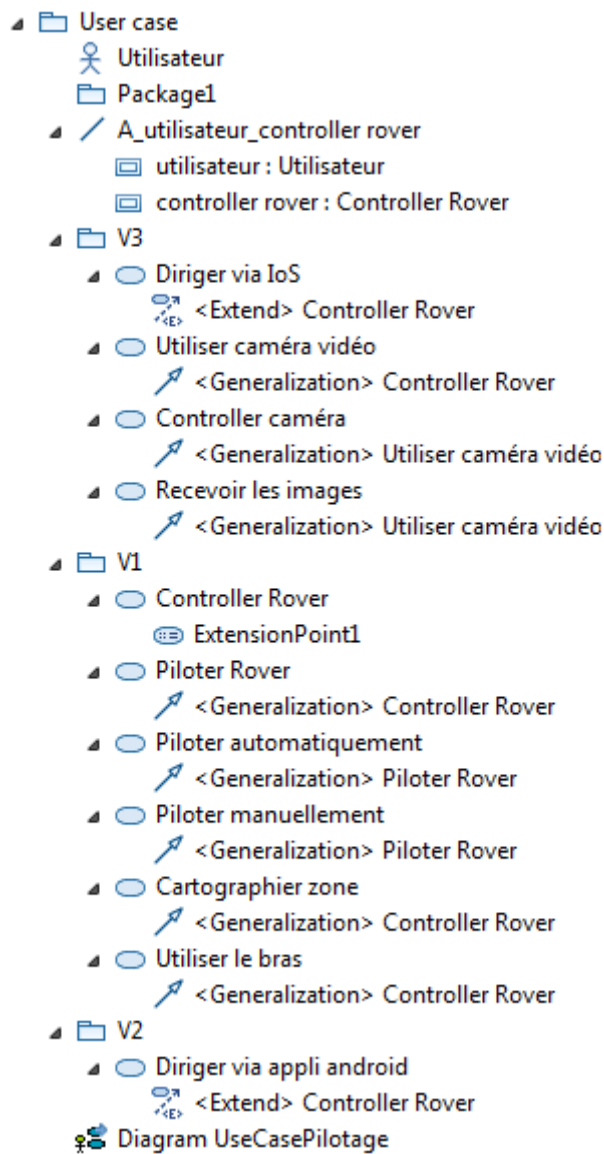 User case
Utilisateur
Package1
A_utilisateur_controller rover
utilisateur : Utilisateur
controller rover : Controller Rover
V3
Diriger via IoS
<E>
<Extend> Controller Rover
Utiliser caméra vidéo
<Generalization> Controller Rover
Controller caméra
<Generalization> Utiliser caméra vidéo
Recevoir les images
<Generalization> Utiliser caméra vidéo
V1
Controller Rover
ExtensionPoint1
Piloter Rover
<Generalization> Controller Rover
Piloter automatiquement
<Generalization> Piloter Rover
Piloter manuellement
<Generalization> Piloter Rover
Cartographier zone
<Generalization> Controller Rover
Utiliser le bras
<Generalization> Controller Rover
V2
Diriger via appli android
<E>
<Extend> Controller Rover
Diagram UseCasePilotage